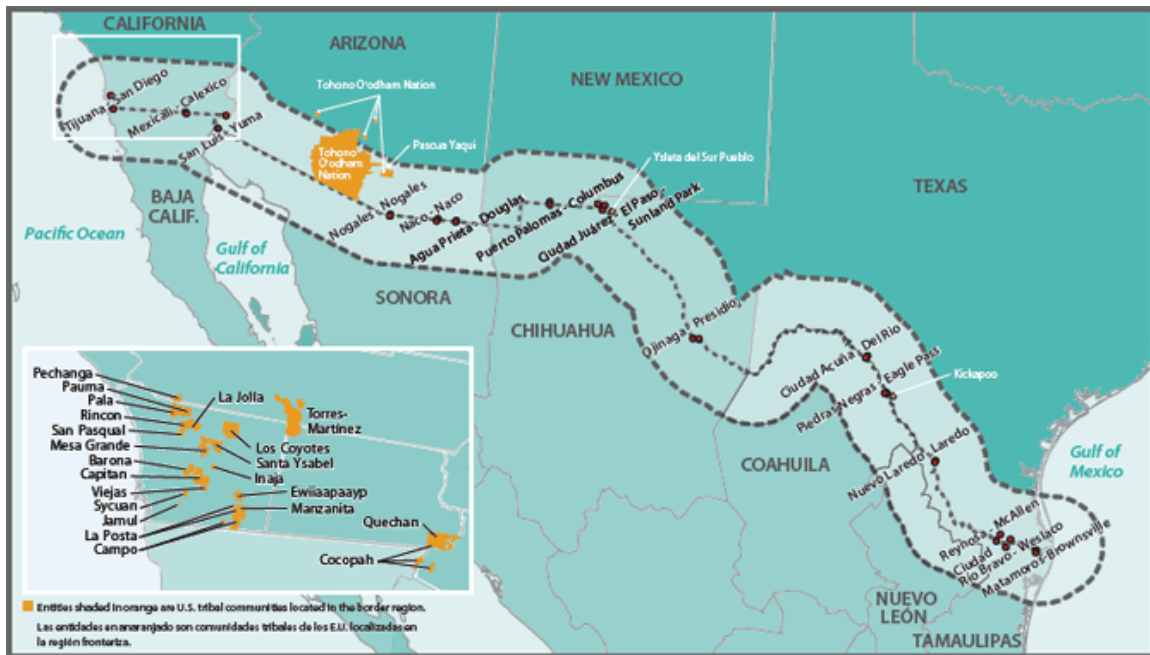 CALIFORNIA
ARIZONA
NEW MEXICO
TEXAS
Tohono O'odham Nation
Tohono
O'odham
Nation
Pascua Yaqui
Ysleta del Sur Pueblo
Tijuana - San Diego
Mexicali - Calexico
San Luis - Yuma
Nogales - Nogales
Naco - Naco
Agua Prieta - Douglas
Puerto Palomas - Columbus
Ciudad Juárez - El Paso -
Sunland Park
Ojinaga - Presidio
Ciudad Acuña - Del Rio
Piedras Negras - Eagle Pass
Kickapoo
Nuevo Laredo - Laredo
Reynosa - McAllen
Ciudad
Río Bravo - Weslaco
Matamoros-Brownsville
BAJA
CALIF.
Pacific Ocean
Gulf of
California
SONORA
CHIHUAHUA
COAHUILA
NUEVO
LEÓN
TAMAULIPAS
Gulf of
Mexico
Pechanga
Pauma
Pala
Rincon
San Pasqual
Mesa Grande
Barona
Capitan
Viejas
Sycuan
Jamul
La Posta
Campo
La Jolla
Torres-
Martínez
Los Coyotes
Santa Ysabel
Inaja
Ewiiaapaayp
Manzanita
Quechan
Cocopah
Entities shaded in orange are U.S. tribal communities located in the border region.
Las entidades en anaranjado son comunidades tribales de los E.U. localizadas en
la región fronteriza.